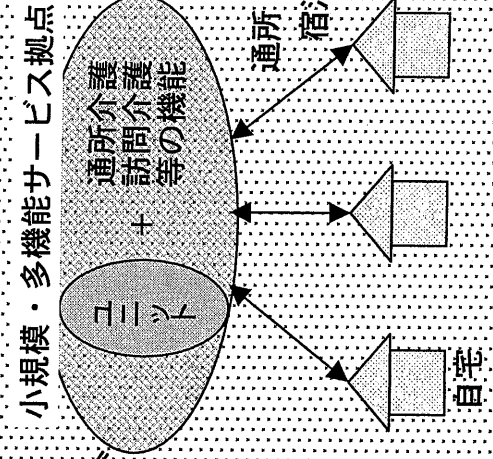 小規模・多機能サービス拠点
ユニット
+
通所介護
訪問介護
等の機能
通所
宿
自宅